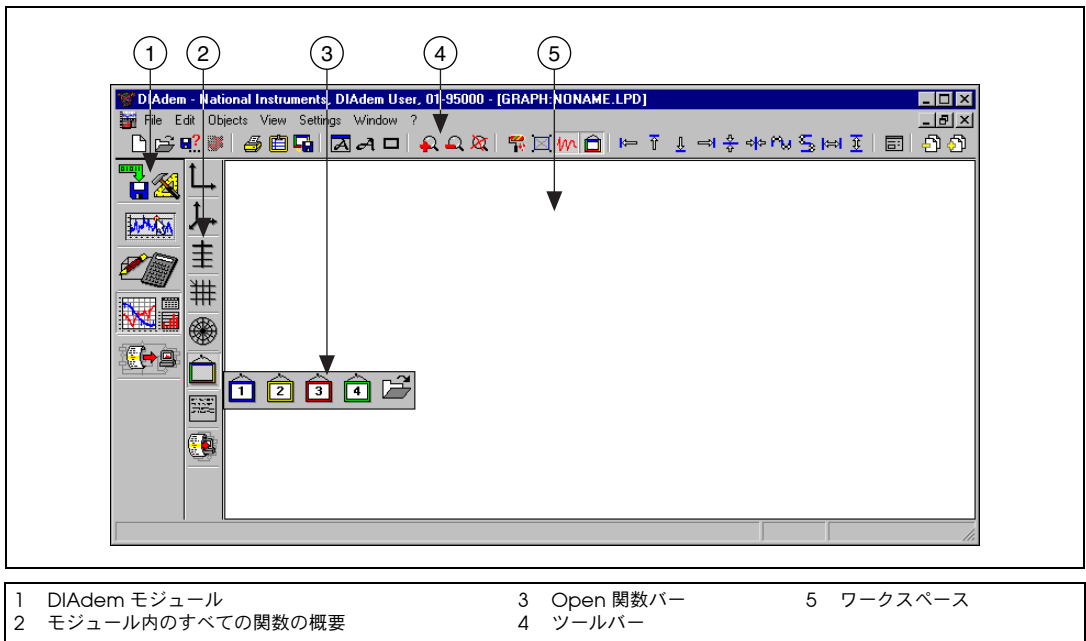 1 2 3 4 5
DIAdem - National Instruments, DIAdem User, 01-95000 - [GRAPH:NONAME.LPD]
File Edit Objects View Settings Window ?
1 2 3 4
1 DIAdem モジュール
2 モジュール内のすべての関数の概要
3 Open 関数バー
4 ツールバー
5 ワークスペース